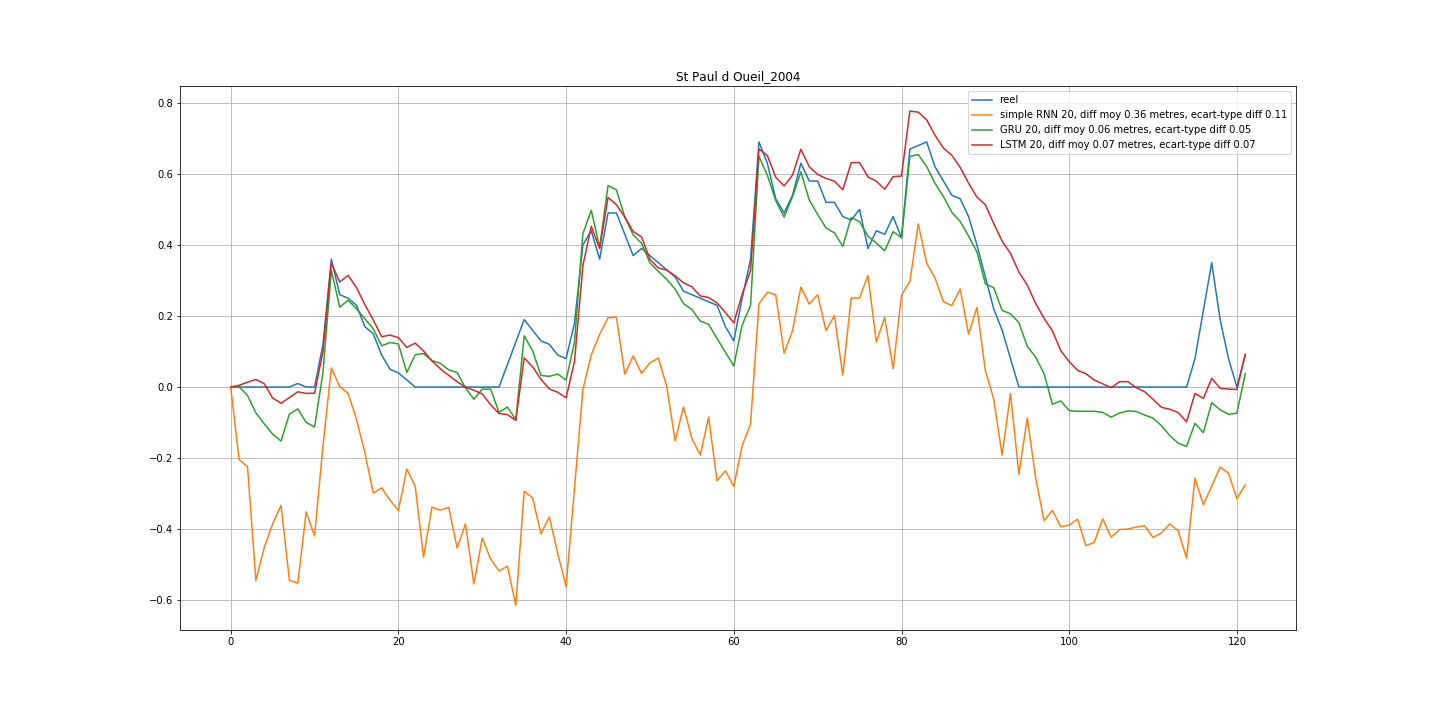 St Paul d Oueil_2004
reel
simple RNN 20, diff moy 0.36 metres, ecart-type diff 0.11
GRU 20, diff moy 0.06 metres, ecart-type diff 0.05
LSTM 20, diff moy 0.07 metres, ecart-type diff 0.07
0.8
0.6
0.4
0.2
0.0
−0.2
−0.4
−0.6
0 20 40 60 80 100 120